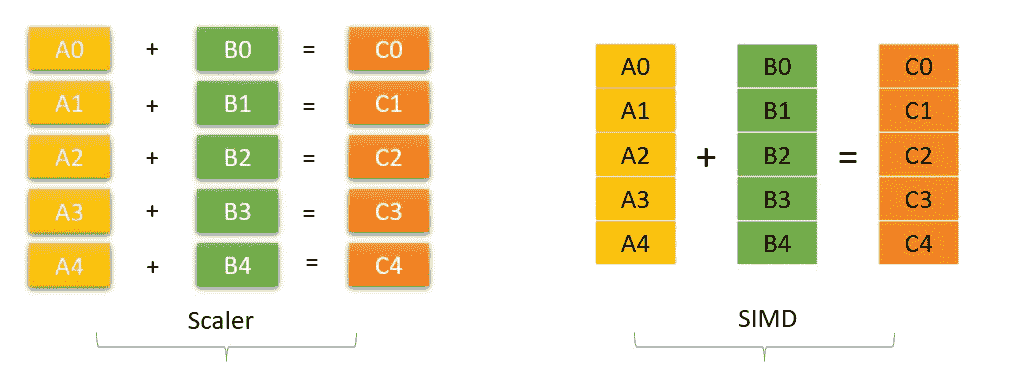 A0 + B0 = C0
A1 + B1 = C1
A2 + B2 = C2
A3 + B3 = C3
A4 + B4 = C4
Scaler
A0 B0 C0
A1 B1 C1
A2 + B2 = C2
A3 B3 C3
A4 B4 C4
SIMD